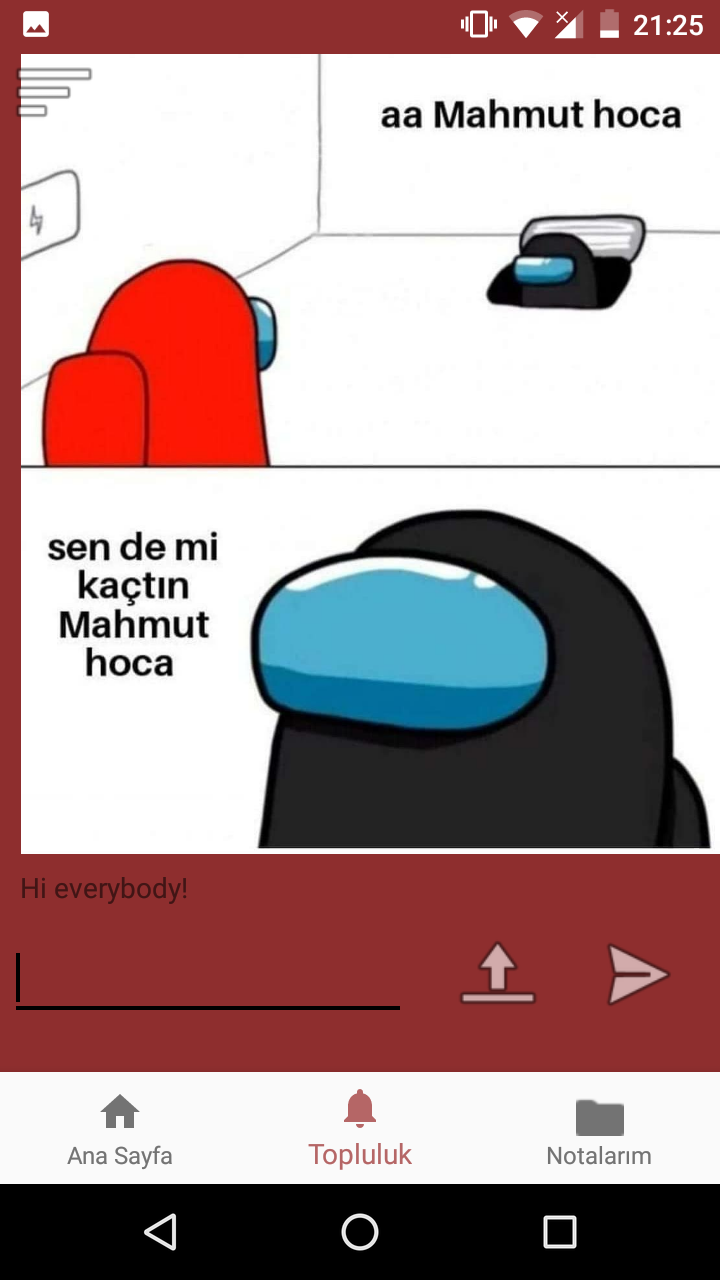 21:25
aa Mahmut hoca
sen de mi
kaçtın
Mahmut
hoca
Hi everybody!
Ana Sayfa
Topluluk
Notalarım